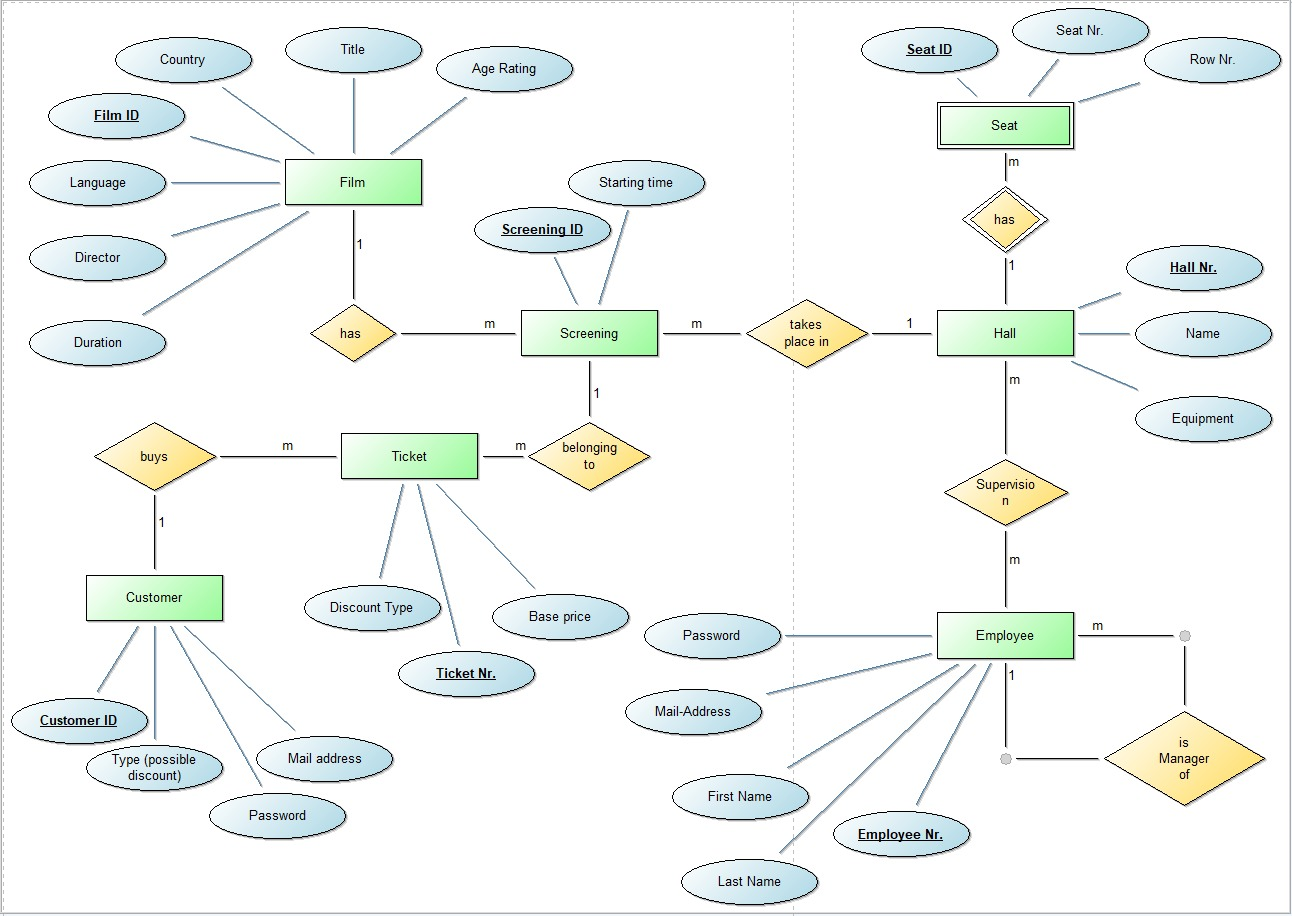 Title
Country
Age Rating
Film ID
Language
Film
Director
Duration
1
has
m
Starting time
Screening ID
Screening
m
takes
place in
1
Seat ID
Seat Nr.
Row Nr.
Seat
m
has
1
Hall Nr.
Hall
Name
Equipment
m
Supervisio
n
m
1
belonging
to
m
Ticket
m
buys
1
Customer
Discount Type
Base price
Ticket Nr.
Customer ID
Type (possible
discount)
Mail address
Password
Employee
m
1
is
Manager
of
Password
Mail-Address
First Name
Employee Nr.
Last Name